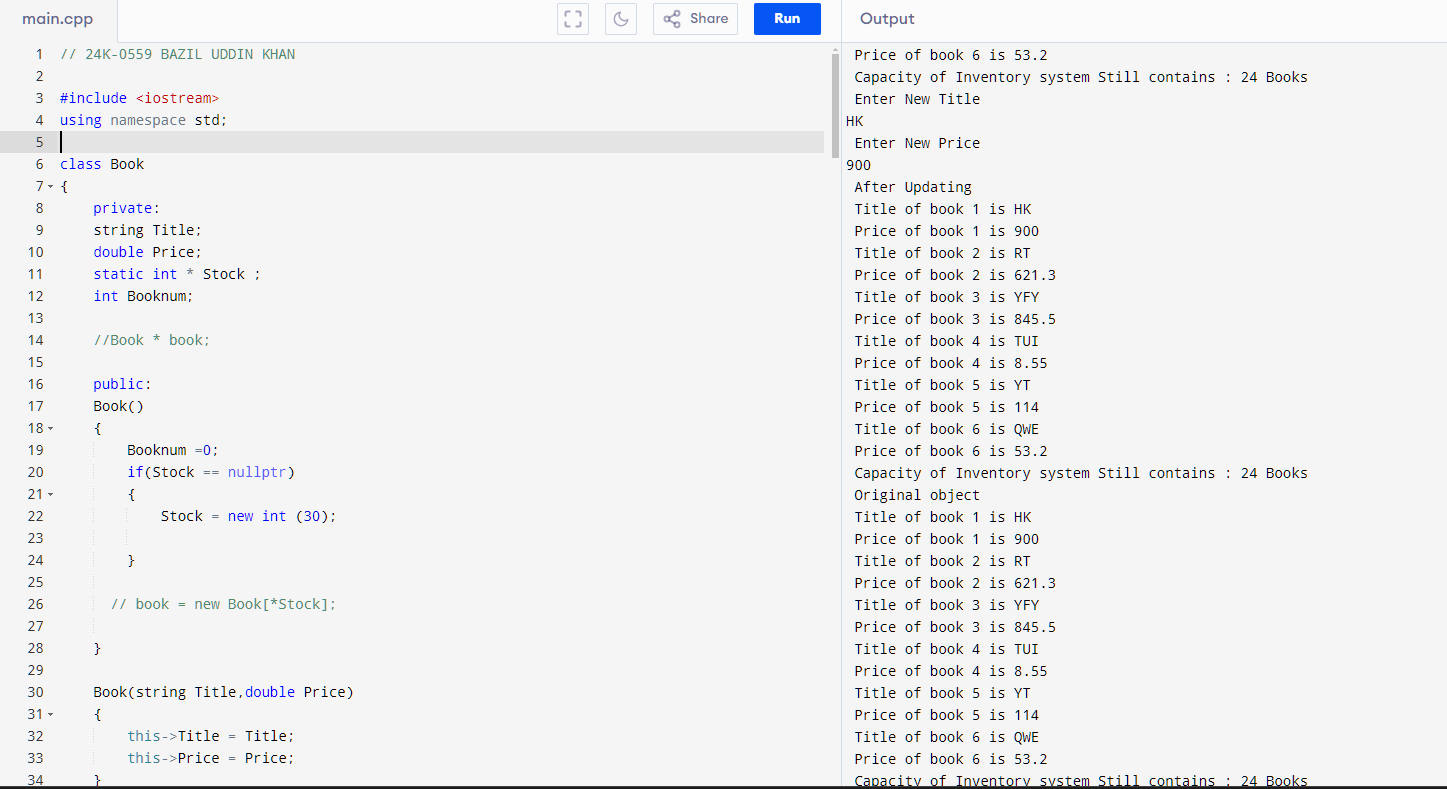 main.cpp
Share
Run
Output
1 // 24K-0559 BAZIL UDDIN KHAN
2
3 #include <iostream>
4 using namespace std;
5
6 class Book
7 {
8 private:
9 string Title;
10 double Price;
11 static int * Stock ;
12 int Booknum;
13
14 //Book * book;
15
16 public:
17 Book()
18 {
19 Booknum =0;
20 if(Stock == nullptr)
21 {
22 Stock = new int (30);
23
24 }
25
26 // book = new Book[*Stock];
27
28 }
29
30 Book(string Title,double Price)
31 {
32 this->Title = Title;
33 this->Price = Price;
34 }
Price of book 6 is 53.2
Capacity of Inventory system Still contains : 24 Books
Enter New Title
HK
Enter New Price
900
After Updating
Title of book 1 is HK
Price of book 1 is 900
Title of book 2 is RT
Price of book 2 is 621.3
Title of book 3 is YFY
Price of book 3 is 845.5
Title of book 4 is TUI
Price of book 4 is 8.55
Title of book 5 is YT
Price of book 5 is 114
Title of book 6 is QWE
Price of book 6 is 53.2
Capacity of Inventory system Still contains : 24 Books
Original object
Title of book 1 is HK
Price of book 1 is 900
Title of book 2 is RT
Price of book 2 is 621.3
Title of book 3 is YFY
Price of book 3 is 845.5
Title of book 4 is TUI
Price of book 4 is 8.55
Title of book 5 is YT
Price of book 5 is 114
Title of book 6 is QWE
Price of book 6 is 53.2
Capacity of Inventory system Still contains : 24 Books